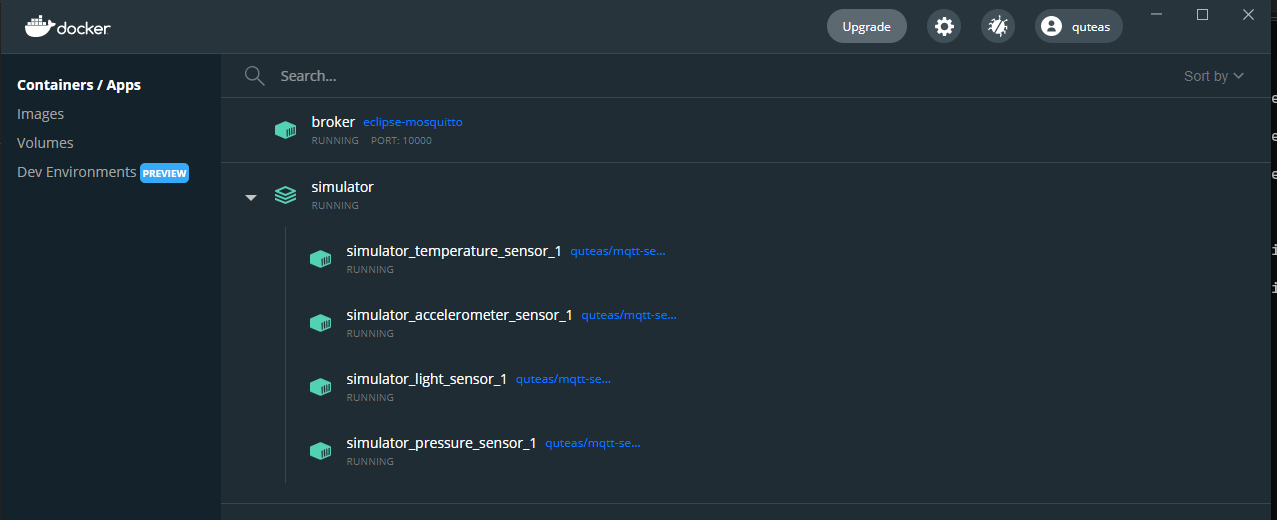 docker
Upgrade
quteas
Containers / Apps
Images
Volumes
Dev Environments PREVIEW
Search...
Sort by
broker eclipse-mosquitto
RUNNING PORT: 10000
simulator
RUNNING
simulator_temperature_sensor_1 quteas/mqtt-se...
RUNNING
simulator_accelerometer_sensor_1 quteas/mqtt-se...
RUNNING
simulator_light_sensor_1 quteas/mqtt-se...
RUNNING
simulator_pressure_sensor_1 quteas/mqtt-se...
RUNNING